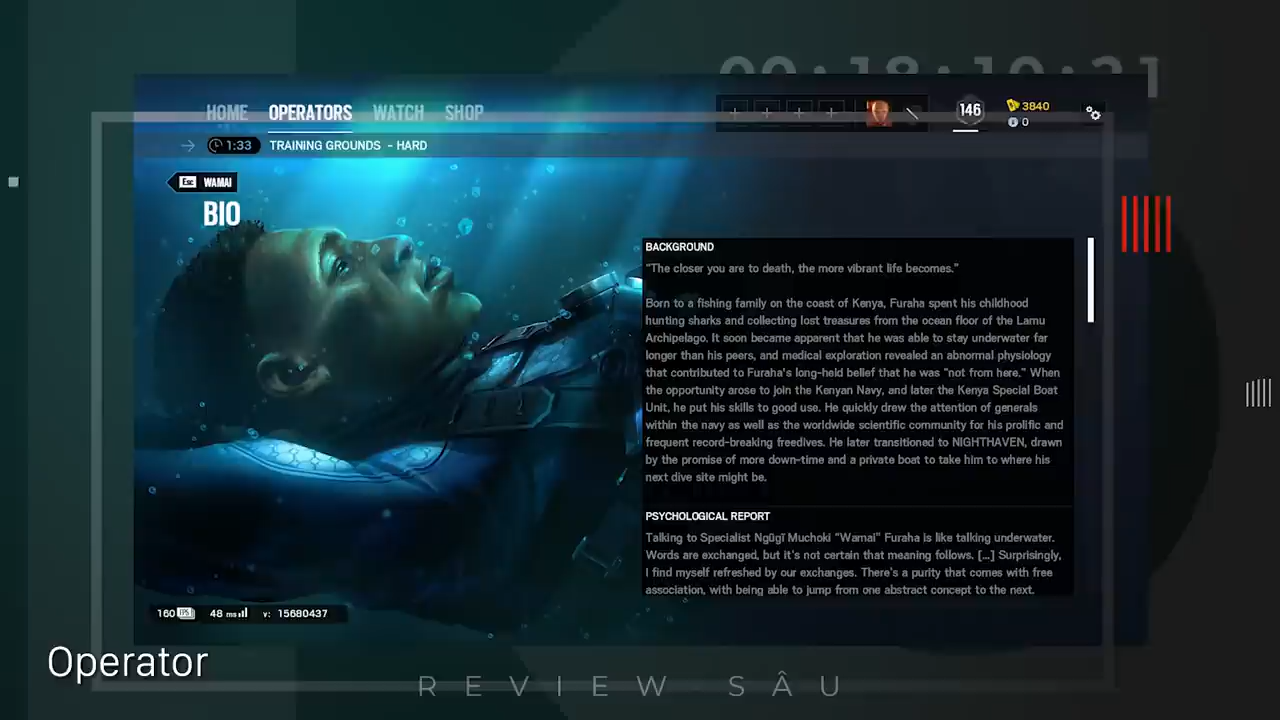 00:18:10:21
HOME OPERATORS WATCH SHOP
146
3840
0
1:33 TRAINING GROUNDS - HARD
Esc WAMAI
BIO
BACKGROUND
"The closer you are to death, the more vibrant life becomes."
Born to a fishing family on the coast of Kenya, Furaha spent his childhood
hunting sharks and collecting lost treasures from the ocean floor of the Lamu
Archipelago. It soon became apparent that he was able to stay underwater far
longer than his peers, and medical exploration revealed an abnormal physiology
that contributed to Furaha's long-held belief that he was "not from here." When
the opportunity arose to join the Kenyan Navy, and later the Kenya Special Boat
Unit, he put his skills to good use. He quickly drew the attention of generals
within the navy as well as the worldwide scientific community for his prolific and
frequent record-breaking freedives. He later transitioned to NIGHTHAVEN, drawn
by the promise of more down-time and a private boat to take him to where his
next dive site might be.
PSYCHOLOGICAL REPORT
Talking to Specialist Ngũgĩ Muchoki "Wamai" Furaha is like talking underwater.
Words are exchanged, but it's not certain that meaning follows. [...] Surprisingly,
I find myself refreshed by our exchanges. There's a purity that comes with free
association, with being able to jump from one abstract concept to the next.
160 FPS 48 ms v: 15680437
Operator
REVIEW SÂU